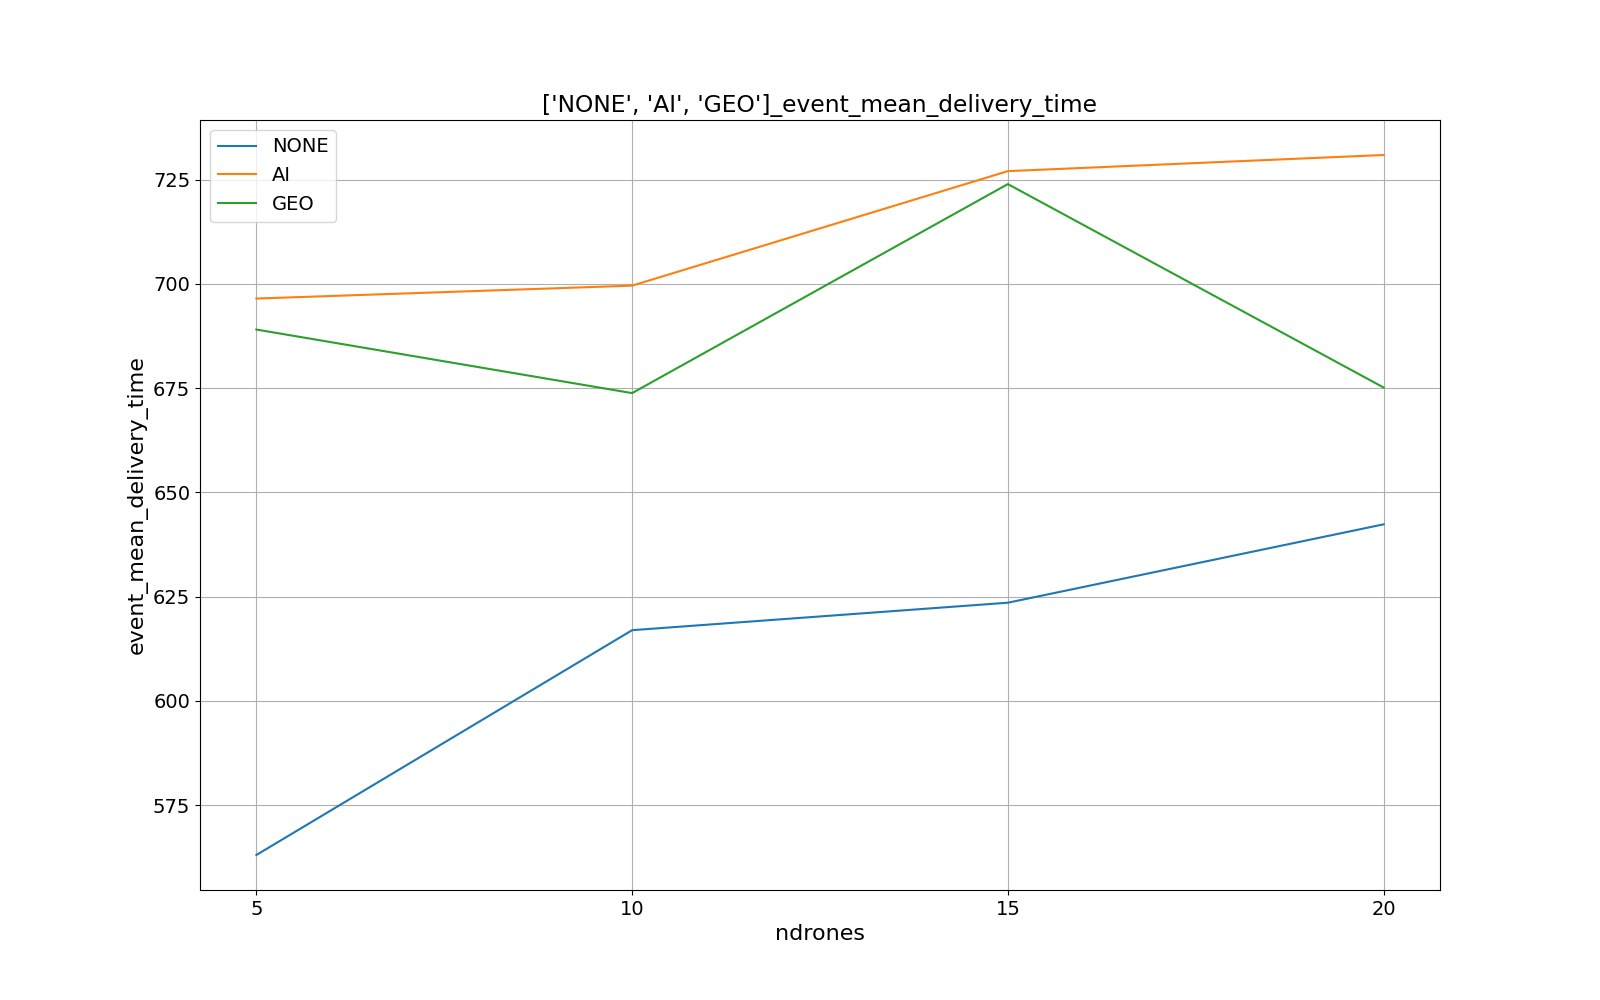 ['NONE', 'AI', 'GEO']_event_mean_delivery_time
NONE
AI
GEO
event_mean_delivery_time
725
700
675
650
625
600
575
5 10 15 20
ndrones